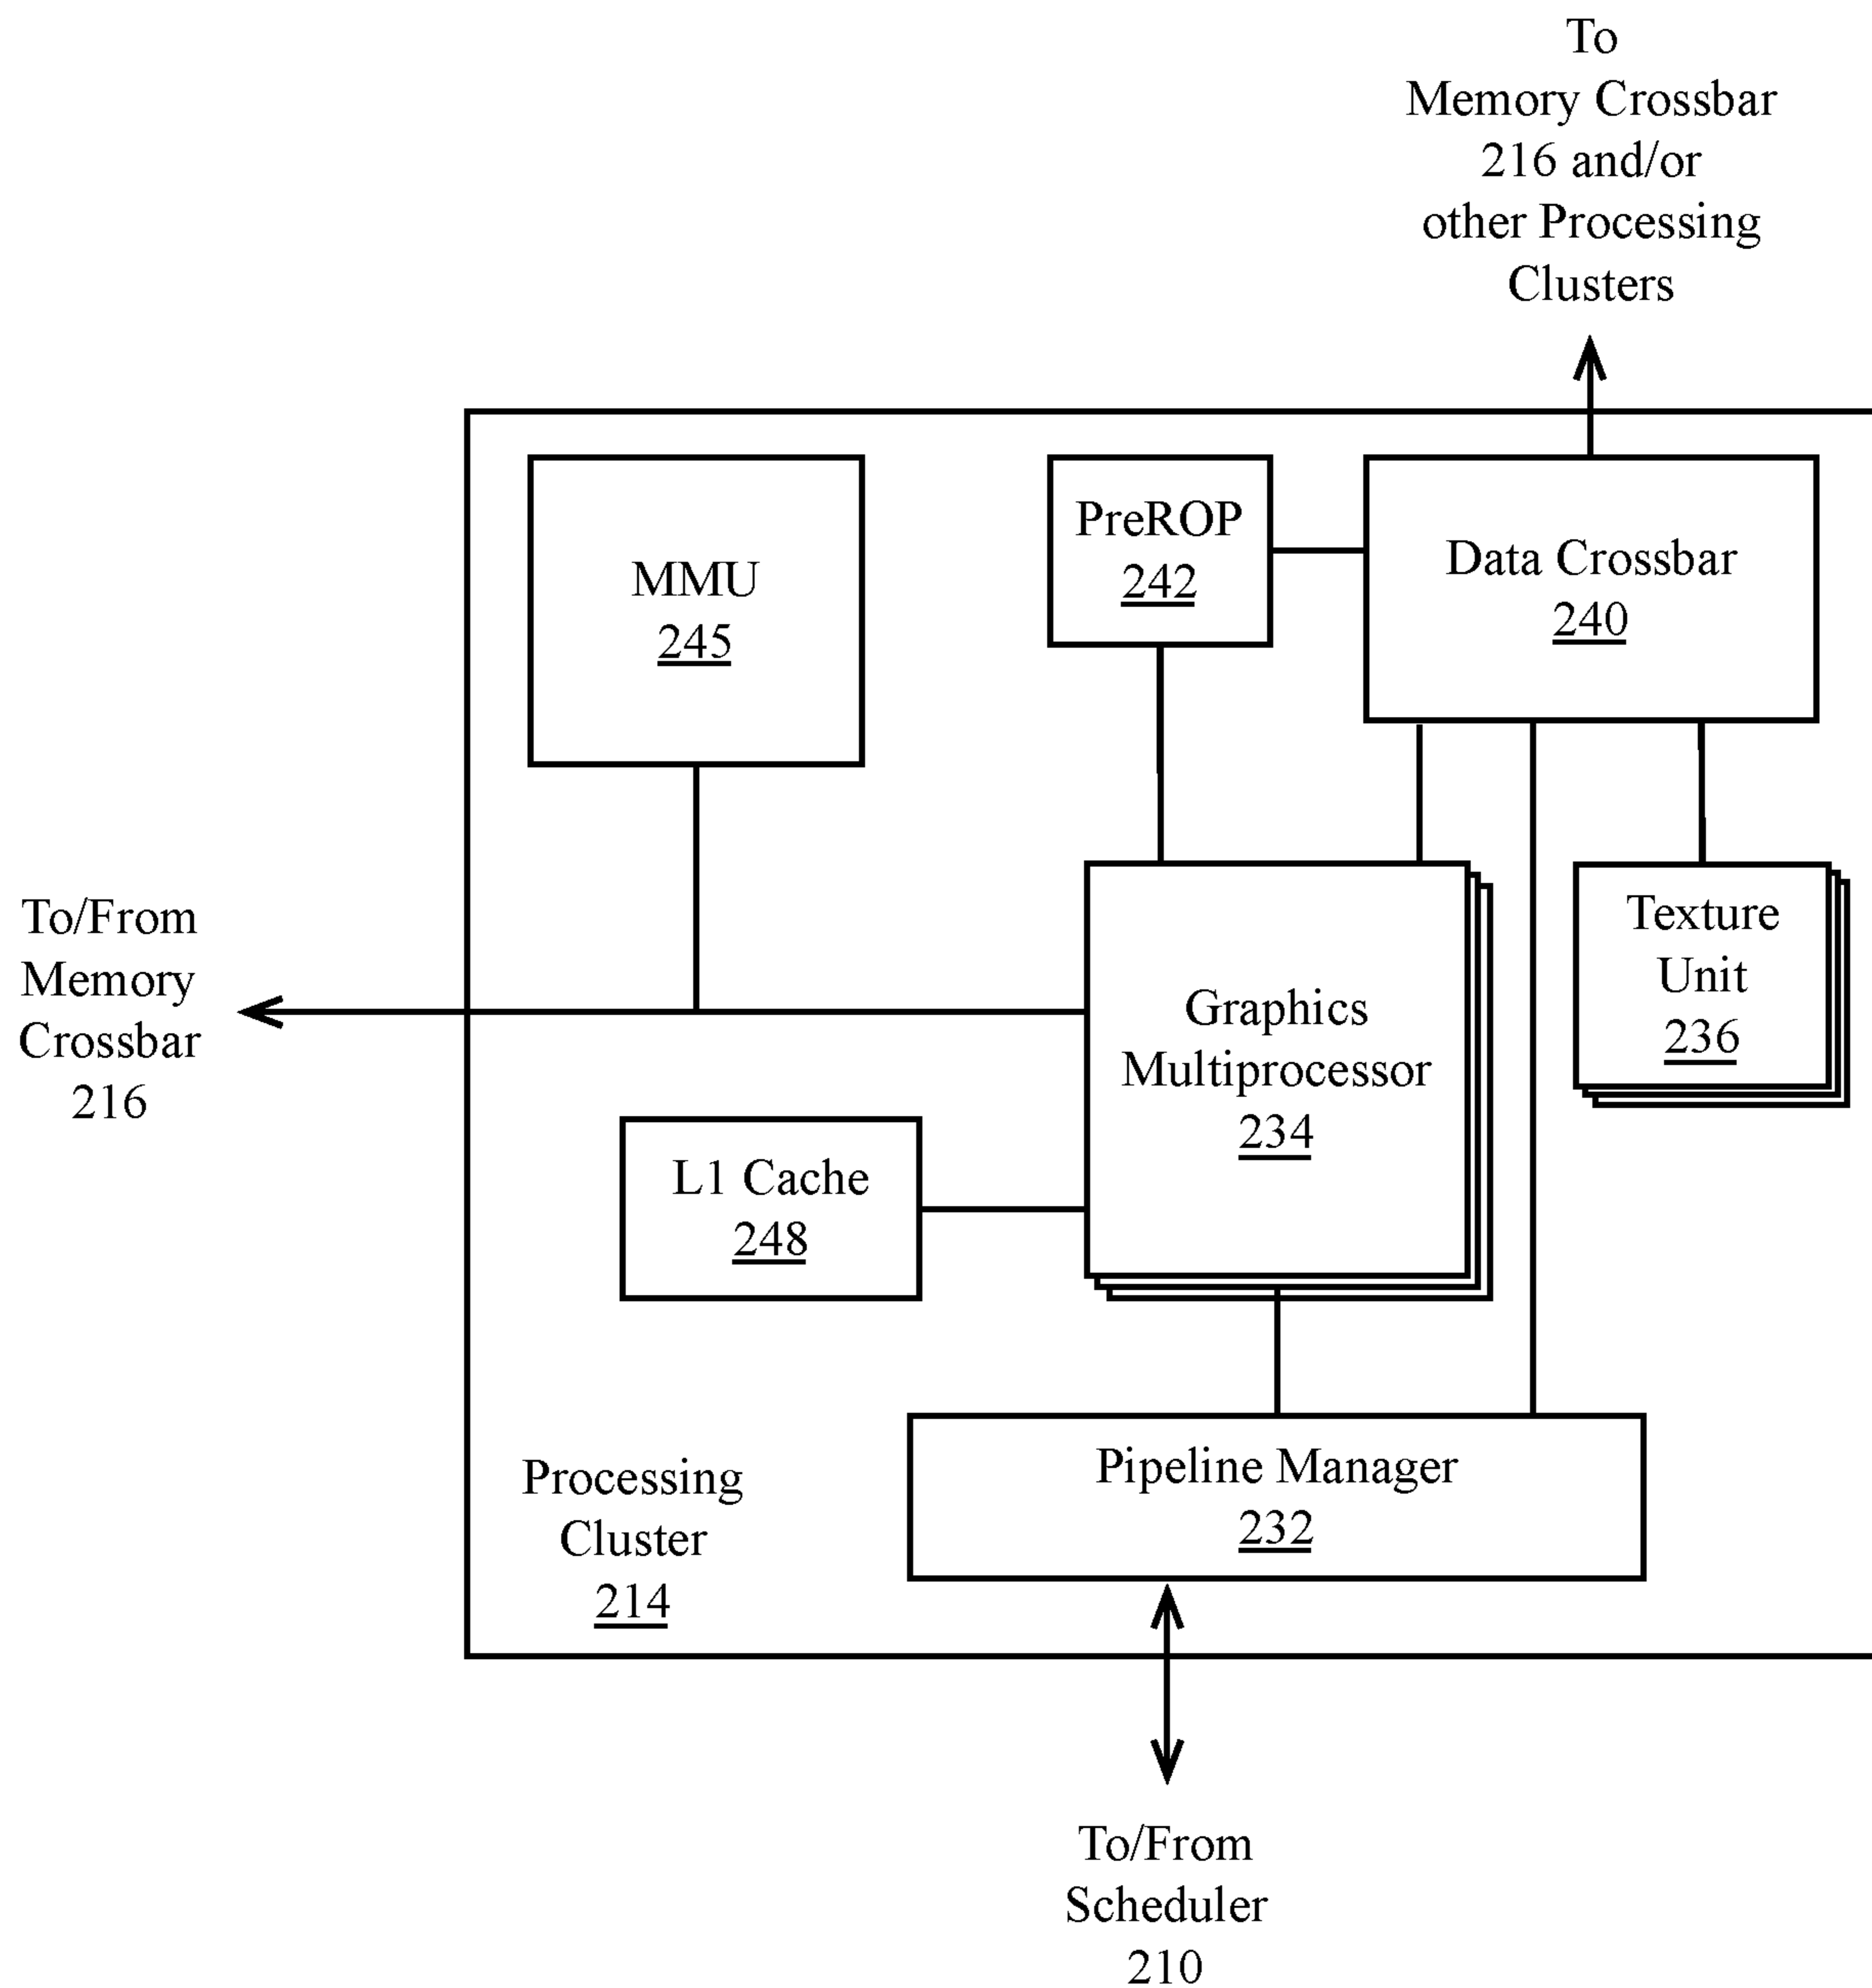 To
Memory Crossbar
216 and/or
other Processing
Clusters
MMU
245
PreROP
242
Data Crossbar
240
To/From
Memory
Crossbar
216
Graphics
Multiprocessor
234
Texture
Unit
236
L1 Cache
248
Processing
Cluster
214
Pipeline Manager
232
To/From
Scheduler
210